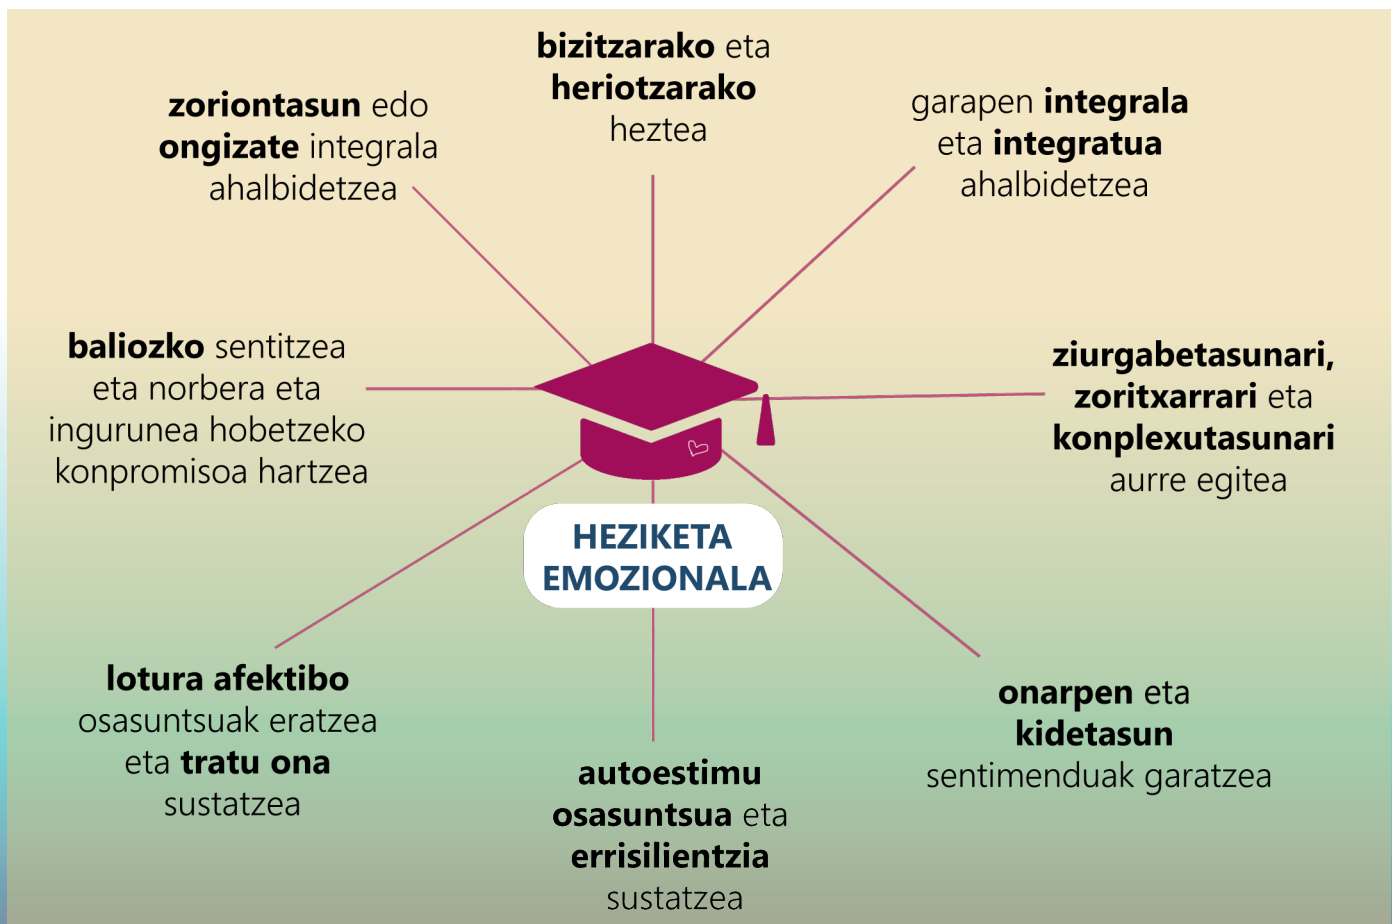 bizitzarako eta
heriotzarako
heztea
zoriontasun edo
ongizate integrala
ahalbidetzea
garapen integrala
eta integratua
ahalbidetzea
baliozko sentitzea
eta norbera eta
ingurunea hobetzeko
konpromisoa hartzea
ziurgabetasunari,
zoritxarrari eta
konplexutasunari
aurre egitea
HEZIKETA
EMOZIONALA
lotura afektibo
osasuntsuak eratzea
eta tratu ona
sustatzea
autoestimu
osasuntsua eta
errisilientzia
sustatzea
onarpen eta
kidetasun
sentimenduak garatzea